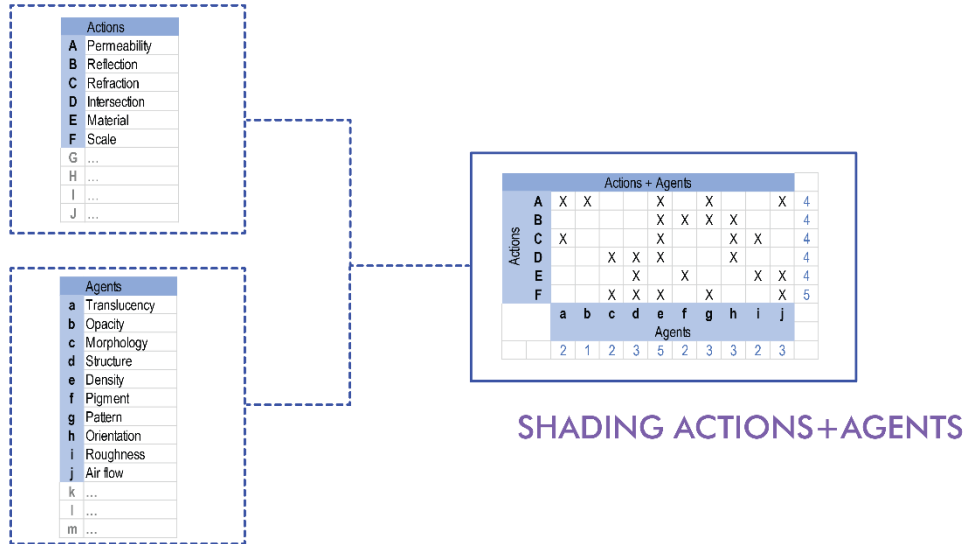 Actions
A Permeability
B Reflection
C Refraction
D Intersection
E Material
F Scale
G ...
H ...
I ...
J ...
Agents
a Translucency
b Opacity
c Morphology
d Structure
e Density
f Pigment
g Pattern
h Orientation
i Roughness
j Air flow
k ...
l ...
m ...
Actions + Agents
Actions
A X X X X X 4
B X X X X 4
C X X X X 4
D X X X X 4
E X X X X 4
F X X X X X 5
a b c d e f g h i j
Agents
2 1 2 3 5 2 3 3 2 3
SHADING ACTIONS+AGENTS